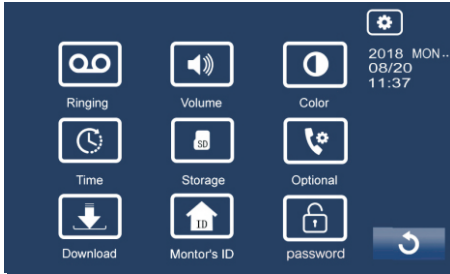 2018 MON..
08/20
11:37
Ringing Volume Color
SD
Time Storage Optional
ID
Download Montor's ID password